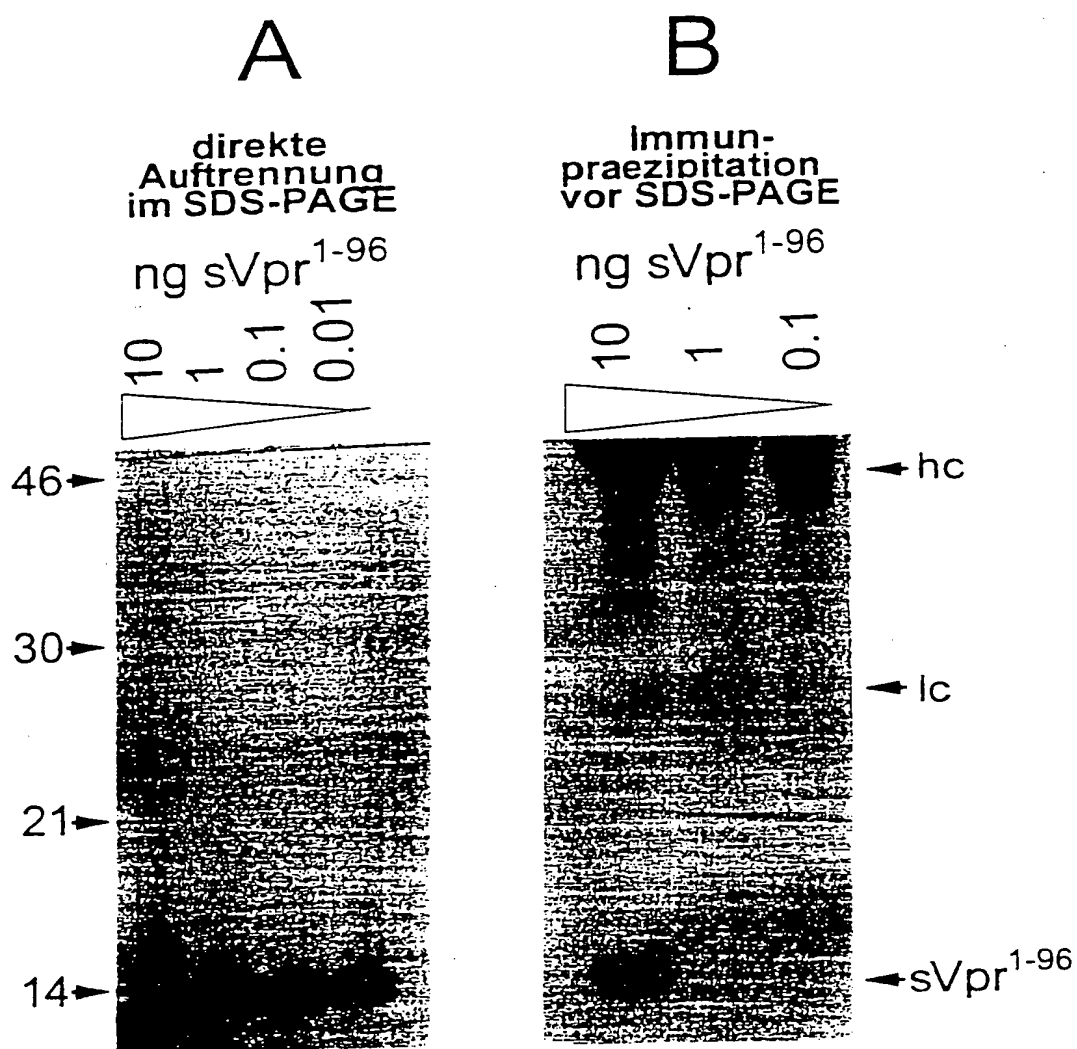 A
direkte
Auftrennung
im SDS-PAGE
ng sVpr1-96
10
1
0.1
0.01
46
30
21
14
B
Immun-
praezipitation
vor SDS-PAGE
ng sVpr1-96
10
1
0.1
hc
lc
sVpr1-96